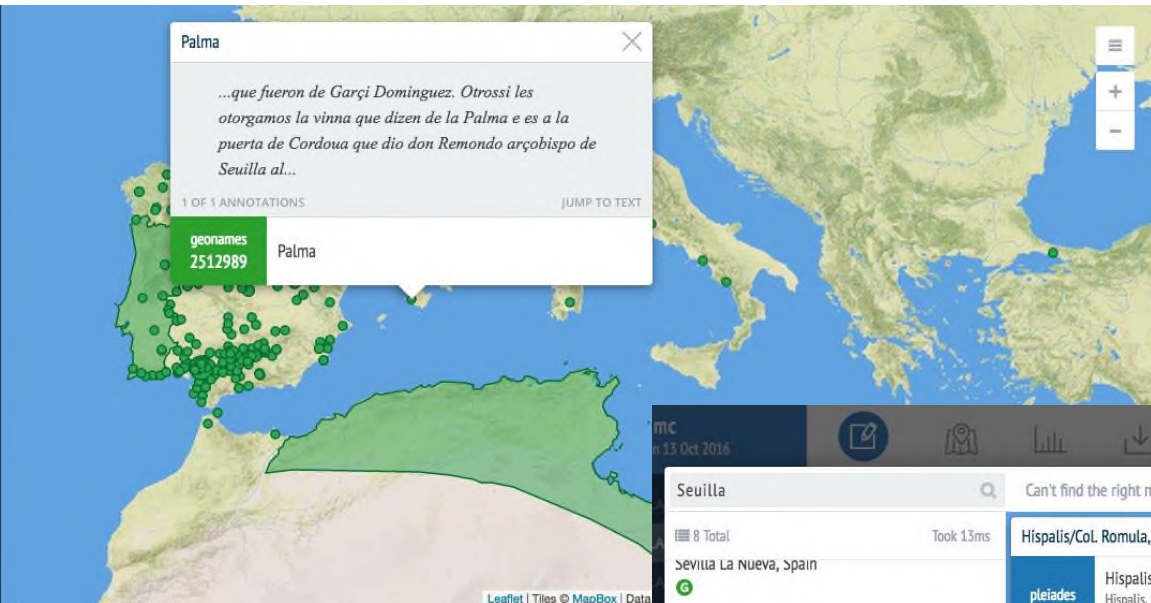 Palma
...que fueron de Garçi Dominguez. Otrossi les
otorgamos la vinna que dizen de la Palma e es a la
puerta de Cordoua que dio don Remondo arçobispo de
Seuilla al...
1 OF 1 ANNOTATIONS
JUMP TO TEXT
geonames
2512989
Palma
Leaflet | Tiles © MapBox | Data
mc
n 13 Oct 2016
Seuilla
Can't find the right m
8 Total
Took 13ms
Sevilla La Nueva, Spain
G
Hispalis/Col. Romula,
pleiades
Hispalis
Hispalis,